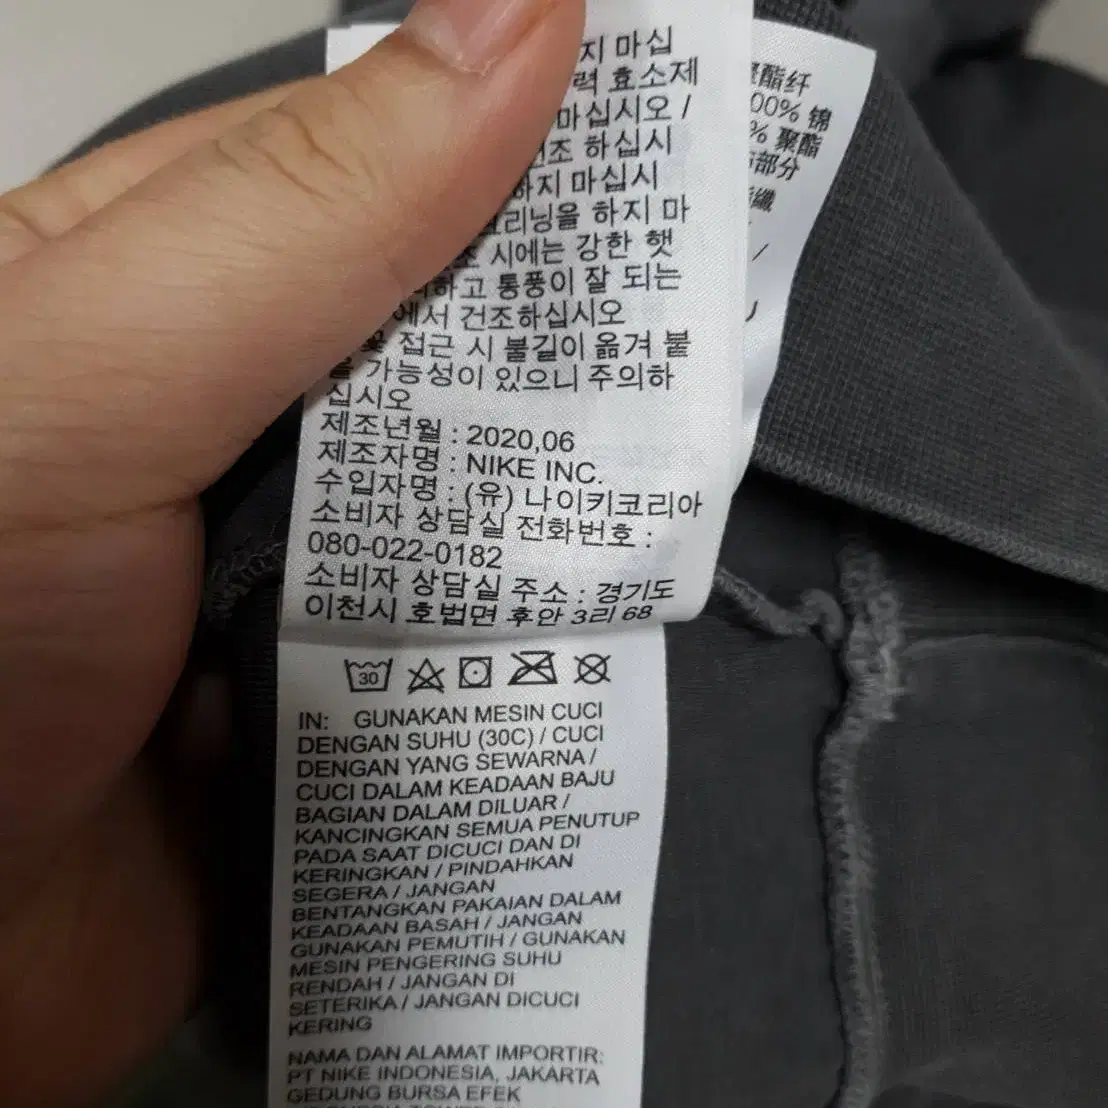 지 마십
력 효소제
마십시오 /
건조 하십시
하지 마십시
크리닝을 하지 마
시에는 강한 햇
하고 통풍이 잘 되는
에서 건조하십시오
접근 시 불길이 옮겨 붙
을 가능성이 있으니 주의하
십시오
제조년월 : 2020,06
제조자명 : NIKE INC.
수입자명 : (유) 나이키코리아
소비자 상담실 전화번호 :
080-022-0182
소비자 상담실 주소 : 경기도
이천시 호법면 후안 3리 68
聚酯纤
00% 锦
% 聚酯
部分
纤
/
30
IN: GUNAKAN MESIN CUCI
DENGAN SUHU (30C) / CUCI
DENGAN YANG SEWARNA /
CUCI DALAM KEADAAN BAJU
BAGIAN DALAM DILUAR /
KANCINGKAN SEMUA PENUTUP
PADA SAAT DICUCI DAN DI
KERINGKAN / PINDAHKAN
SEGERA / JANGAN
BENTANGKAN PAKAIAN DALAM
KEADAAN BASAH / JANGAN
GUNAKAN PEMUTIH / GUNAKAN
MESIN PENGERING SUHU
RENDAH / JANGAN DI
SETERIKA / JANGAN DICUCI
KERING
NAMA DAN ALAMAT IMPORTIR:
PT NIKE INDONESIA, JAKARTA
GEDUNG BURSA EFEK